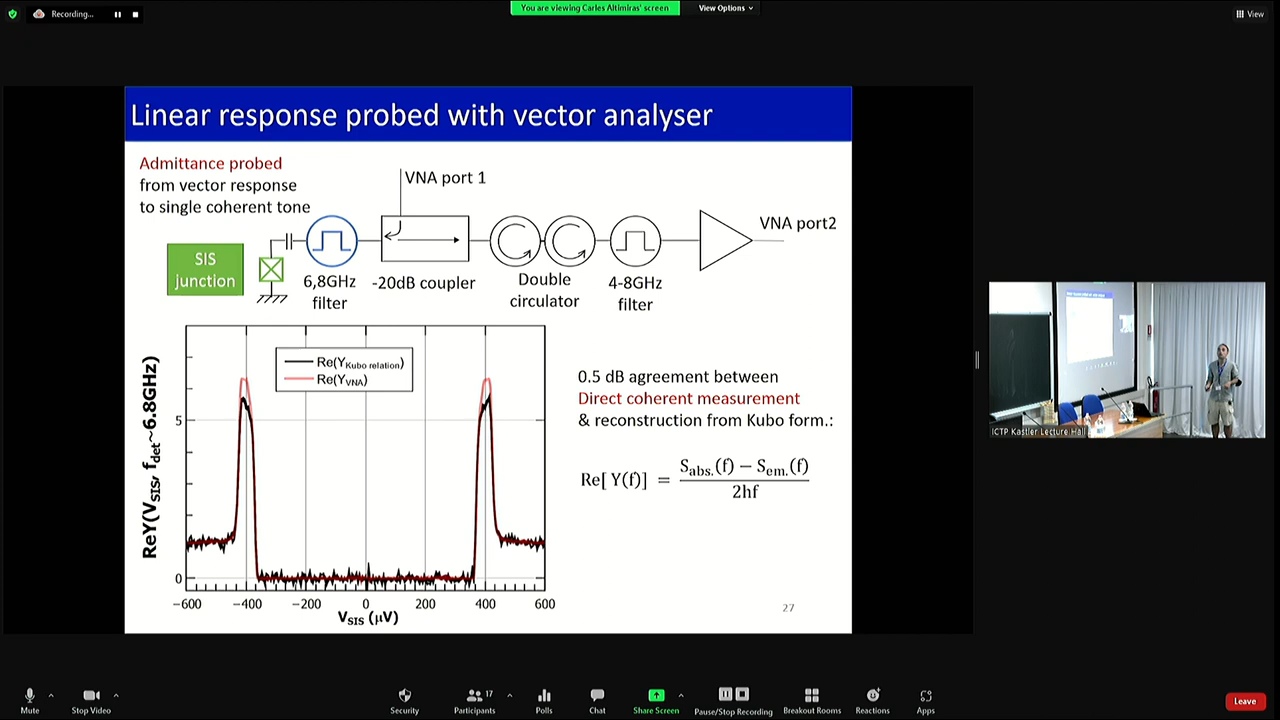 Recording...
You are viewing Carles Altimiras' screen
View Options
View
Linear response probed with vector analyser
Admittance probed
from vector response
to single coherent tone
VNA port 1
VNA port2
SIS
junction
6,8GHz
filter
-20dB coupler
Double
circulator
4-8GHz
filter
ReY(V_SIS, f_det~6.8GHz)
Re(Y_Kubo relation)
Re(Y_VNA)
5
0
−600 −400 −200 0 200 400 600
V_SIS (μV)
0.5 dB agreement between
Direct coherent measurement
& reconstruction from Kubo form.:
Re[ Y(f)] = (S_abs.(f) − S_em.(f)) / 2hf
27
ICTP Kastler Lecture Hall
Mute
Stop Video
Security
17
Participants
Polls
Chat
Share Screen
Pause/Stop Recording
Breakout Rooms
Reactions
Apps
Leave